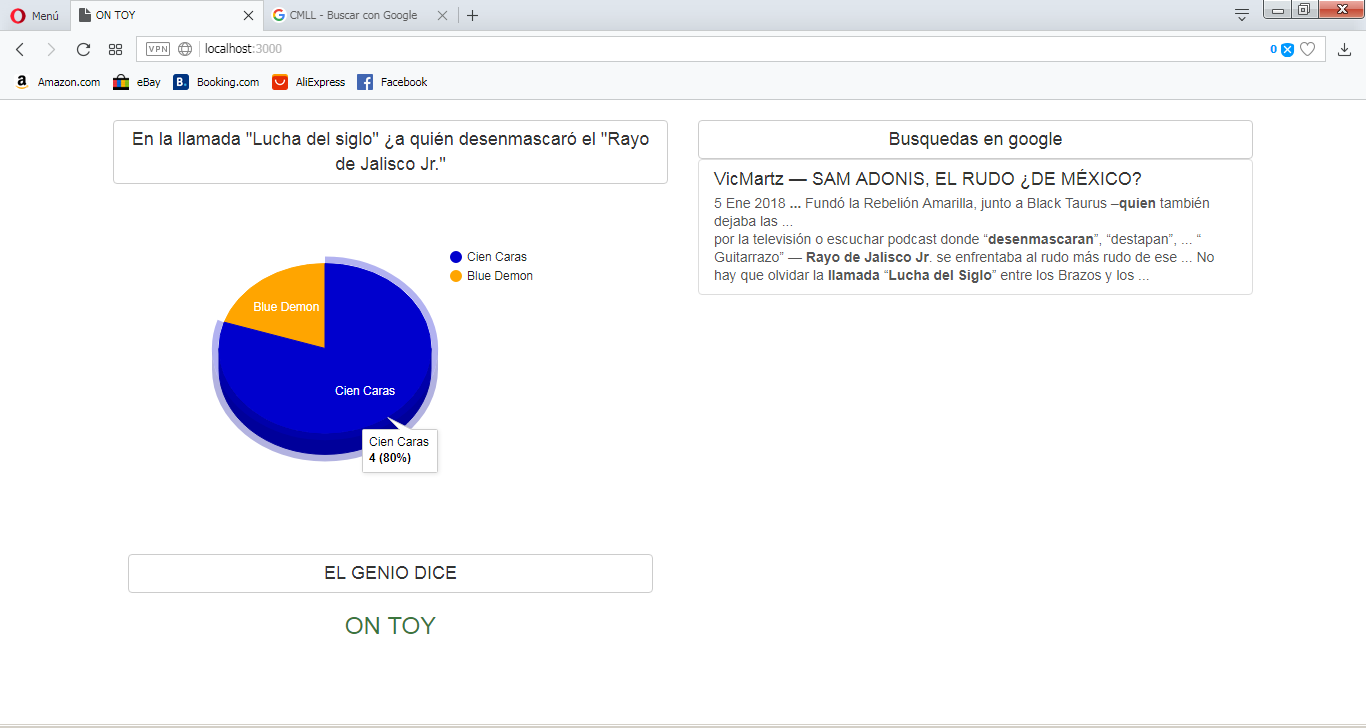 Menú
ON TOY
CMLL - Buscar con Google
VPN
localhost:3000
0
Amazon.com
eBay
Booking.com
AliExpress
Facebook
En la llamada "Lucha del siglo" ¿a quién desenmascaró el "Rayo
de Jalisco Jr."
Cien Caras
Blue Demon
Blue Demon
Cien Caras
Cien Caras
4 (80%)
EL GENIO DICE
ON TOY
Busquedas en google
VicMartz — SAM ADONIS, EL RUDO ¿DE MÉXICO?
5 Ene 2018 ... Fundó la Rebelión Amarilla, junto a Black Taurus –quien también
dejaba las ...
por la televisión o escuchar podcast donde “desenmascaran”, “destapan”, ... “
Guitarrazo” — Rayo de Jalisco Jr. se enfrentaba al rudo más rudo de ese ... No
hay que olvidar la llamada “Lucha del Siglo” entre los Brazos y los ...